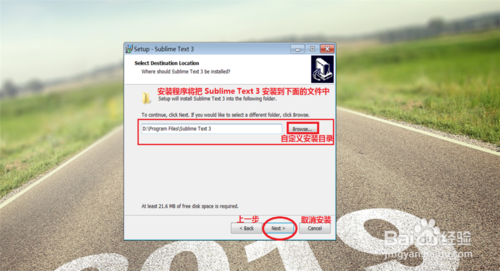 Setup - Sublime Text 3
Select Destination Location
Where should Sublime Text 3 be installed?
安装程序将把 Sublime Text 3 安装到下面的文件中
Setup will install Sublime Text 3 into the following folder.
To continue, click Next. If you would like to select a different folder, click Browse.
D:\Program Files\Sublime Text 3
Browse...
自定义安装目录
At least 21.6 MB of free disk space is required.
上一步
取消安装
< Back
Next >
Cancel
2019
Baidu 经验
jingyan.baidu.com